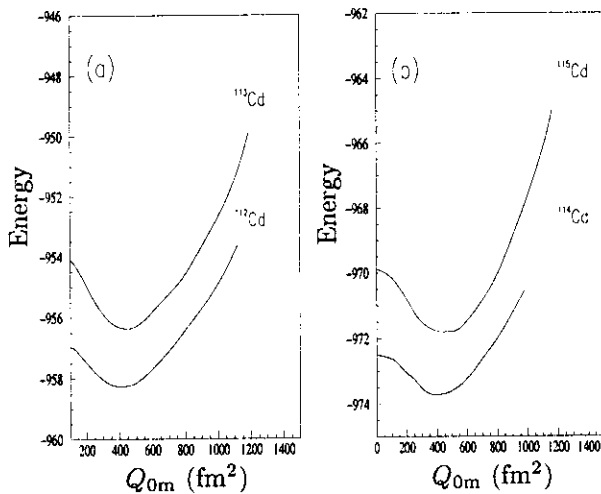 (a)
Energy
-946
-948
-950
-952
-954
-956
-958
-960
¹¹³Cd
¹¹²Cd
200 400 600 800 1000 1200 1400
Q₀ₘ (fm²)
(b)
Energy
-962
-964
-966
-968
-970
-972
-975
¹¹⁵Cd
¹¹⁴Cd
0 200 400 600 800 1000 1200 1400
Q₀ₘ (fm²)